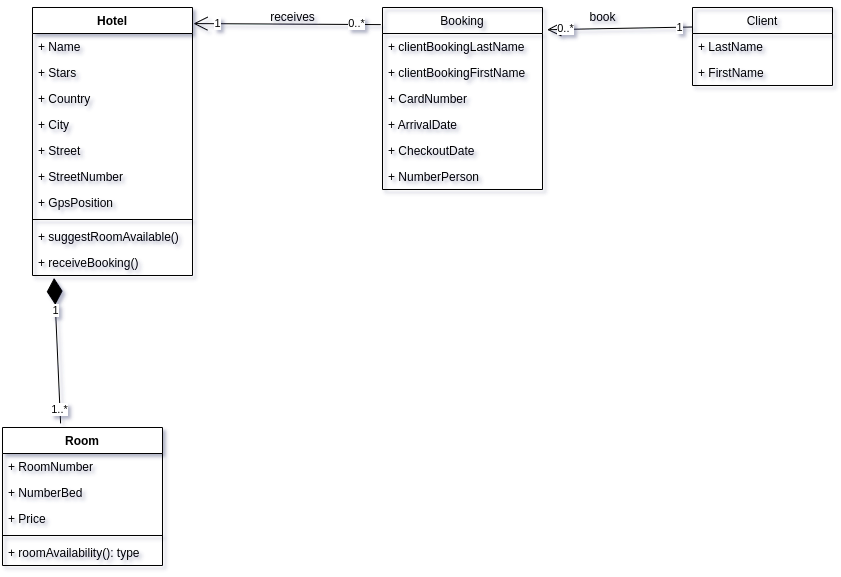 Hotel
+ Name
+ Stars
+ Country
+ City
+ Street
+ StreetNumber
+ GpsPosition
+ suggestRoomAvailable()
+ receiveBooking()
1
receives
0..*
Booking
+ clientBookingLastName
+ clientBookingFirstName
+ CardNumber
+ ArrivalDate
+ CheckoutDate
+ NumberPerson
0..*
book
1
Client
+ LastName
+ FirstName
1
1..*
Room
+ RoomNumber
+ NumberBed
+ Price
+ roomAvailability(): type